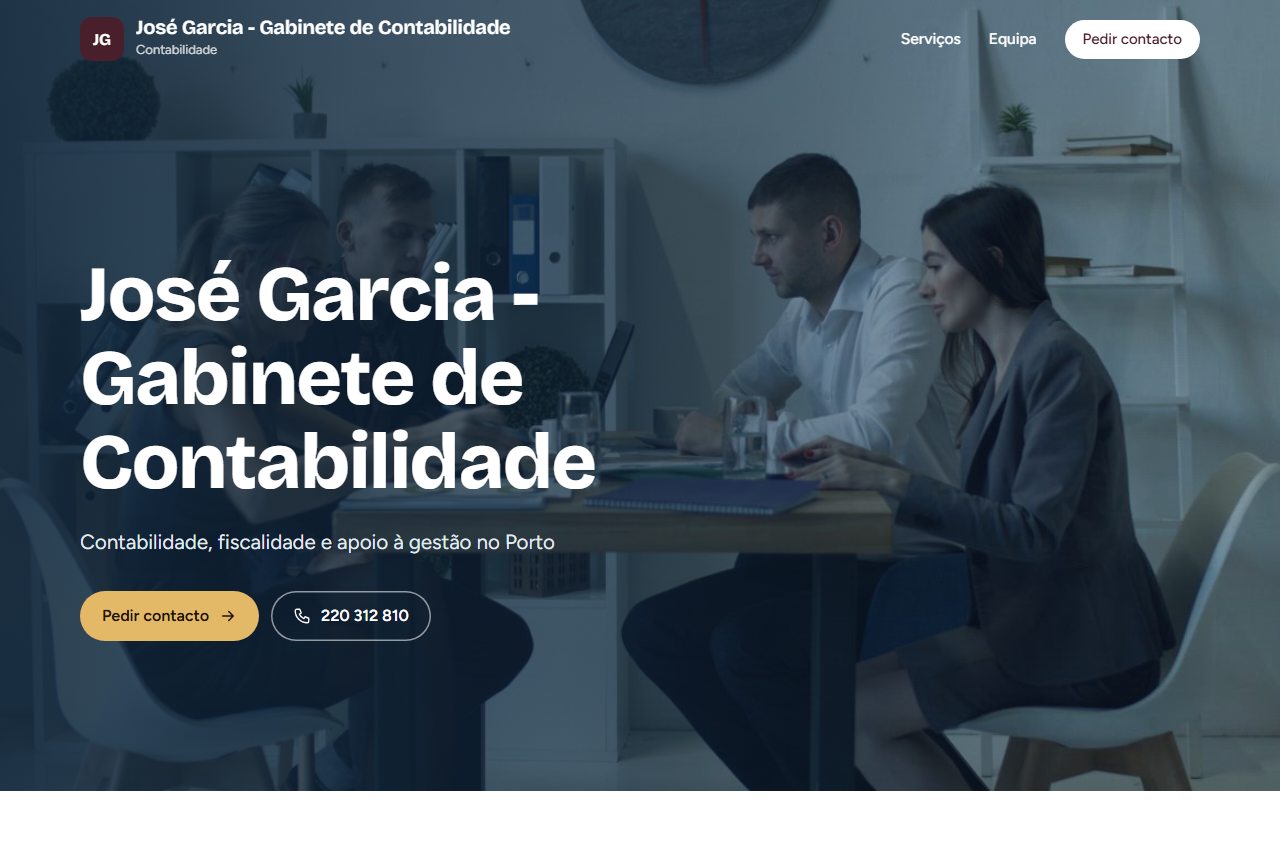 JG
José Garcia - Gabinete de Contabilidade
Contabilidade
Serviços
Equipa
Pedir contacto
José Garcia -
Gabinete de
Contabilidade
Contabilidade, fiscalidade e apoio à gestão no Porto
Pedir contacto
220 312 810